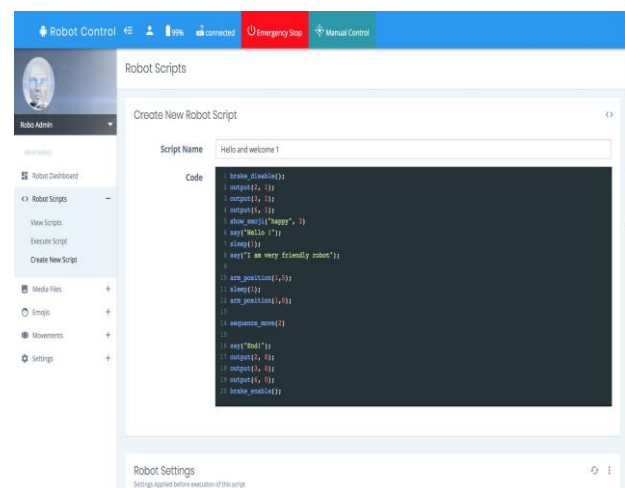 Robot Control
99%
connected
Emergency Stop
Manual Control
Robo Admin
MAIN MENU
Robot Dashboard
Robot Scripts
View Scripts
Execute Script
Create New Script
Media Files
Emojis
Movements
Settings
Robot Scripts
Create New Robot Script
Script Name
Hello and welcome 1
Code
1 brake_disable();
2 output(2, 1);
3 output(3, 1);
4 output(4, 1);
5 show_emoji("happy", 3)
6 say("Hello !");
7 sleep(1);
8 say("I am very friendly robot");
9
10 arm_position(1,5);
11 sleep(1);
12 arm_position(1,0);
13
14 sequence_move(2)
15
16 say("End!");
17 output(2, 0);
18 output(3, 0);
19 output(4, 0);
20 brake_enable();
Robot Settings
Settings Applied before execution of this script